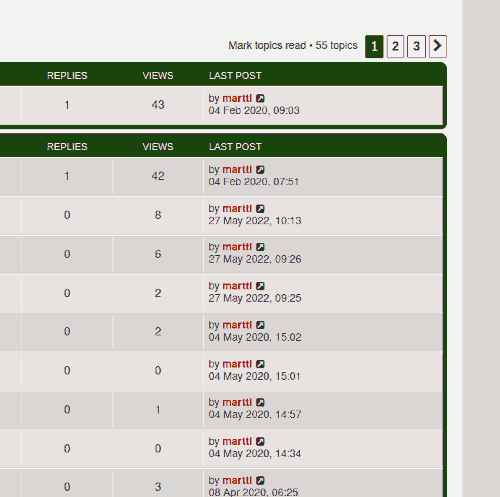 Mark topics read • 55 topics 1 2 3
REPLIES VIEWS LAST POST
1 43 by marttl
04 Feb 2020, 09:03
REPLIES VIEWS LAST POST
1 42 by marttl
04 Feb 2020, 07:51
0 8 by marttl
27 May 2022, 10:13
0 6 by marttl
27 May 2022, 09:26
0 2 by marttl
27 May 2022, 09:25
0 2 by marttl
04 May 2020, 15:02
0 0 by marttl
04 May 2020, 15:01
0 1 by marttl
04 May 2020, 14:57
0 0 by marttl
04 May 2020, 14:34
0 3 by marttl
08 Apr 2020, 06:25